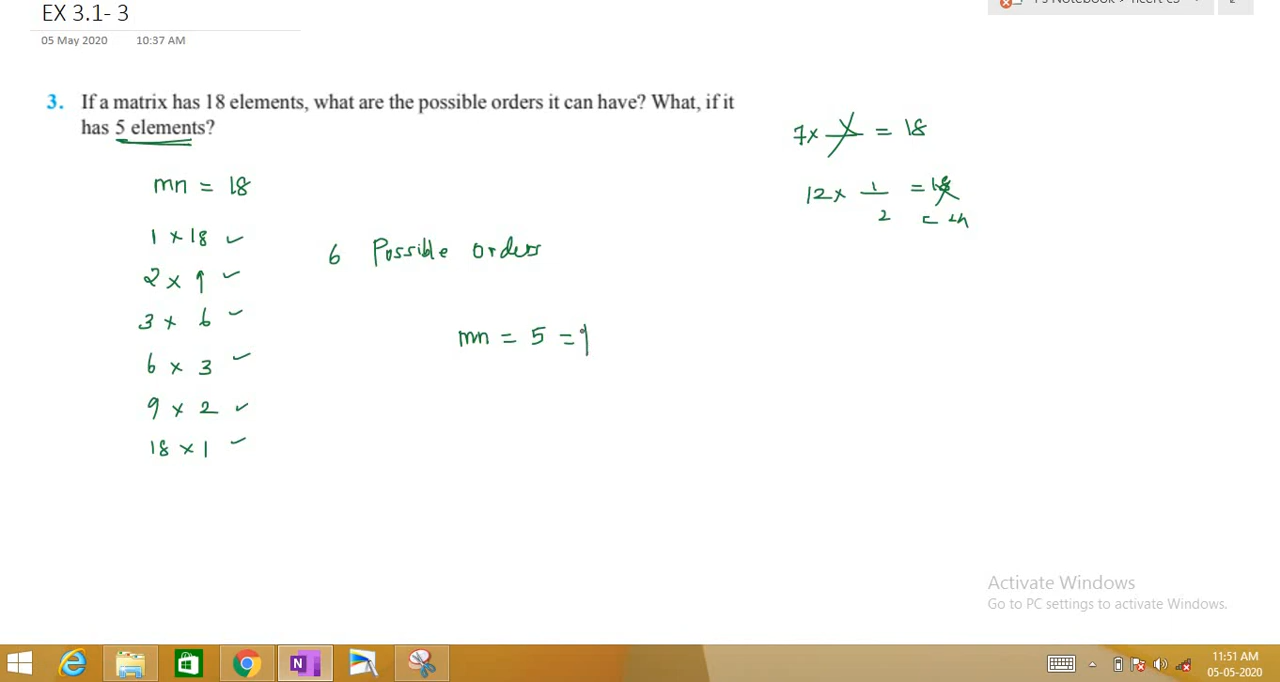 EX 3.1- 3
05 May 2020 10:37 AM
3. If a matrix has 18 elements, what are the possible orders it can have? What, if it
has 5 elements?
mn = 18
1 × 18 ✓
2 × 9 ✓
3 × 6 ✓
6 × 3 ✓
9 × 2 ✓
18 × 1 ✓
6 Possible orders
mn = 5 = 1
7× = 18
12 × 1 = 18
2
Activate Windows
Go to PC settings to activate Windows.
11:51 AM
05-05-2020